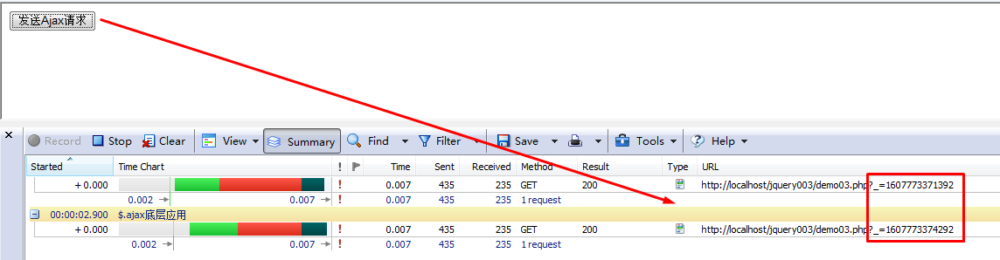 发送Ajax请求
Record Stop Clear View Summary Find Filter Save Tools Help
Started Time Chart ! Time Sent Received Method Result Type URL
+ 0.000 ! 0.007 435 235 GET 200 http://localhost/jquery003/demo03.php?_=1607773371392
0.002 0.007 ! 0.007 435 235 1 request
00:00:02.900 $.ajax底层应用
+ 0.000 ! 0.007 435 235 GET 200 http://localhost/jquery003/demo03.php?_=1607773374292
0.002 0.007 ! 0.007 435 235 1 request